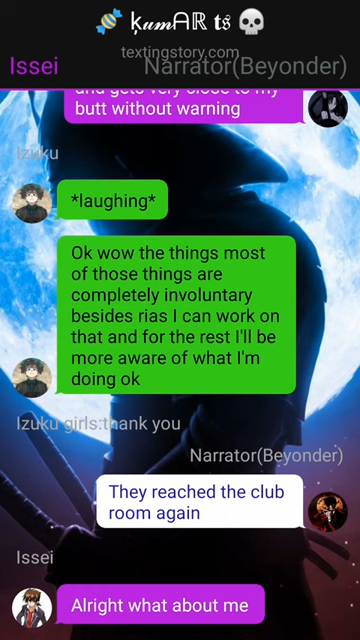 🍬 ķ𝓾𝓶ᗩℝ 𝖙𝖘 💀
textingstory.com
Issei Narrator(Beyonder)
and gets very close to my
butt without warning
Izuku
*laughing*
Ok wow the things most
of those things are
completely involuntary
besides rias I can work on
that and for the rest I'll be
more aware of what I'm
doing ok
Izuku girls:thank you
Narrator(Beyonder)
They reached the club
room again
Issei
Alright what about me